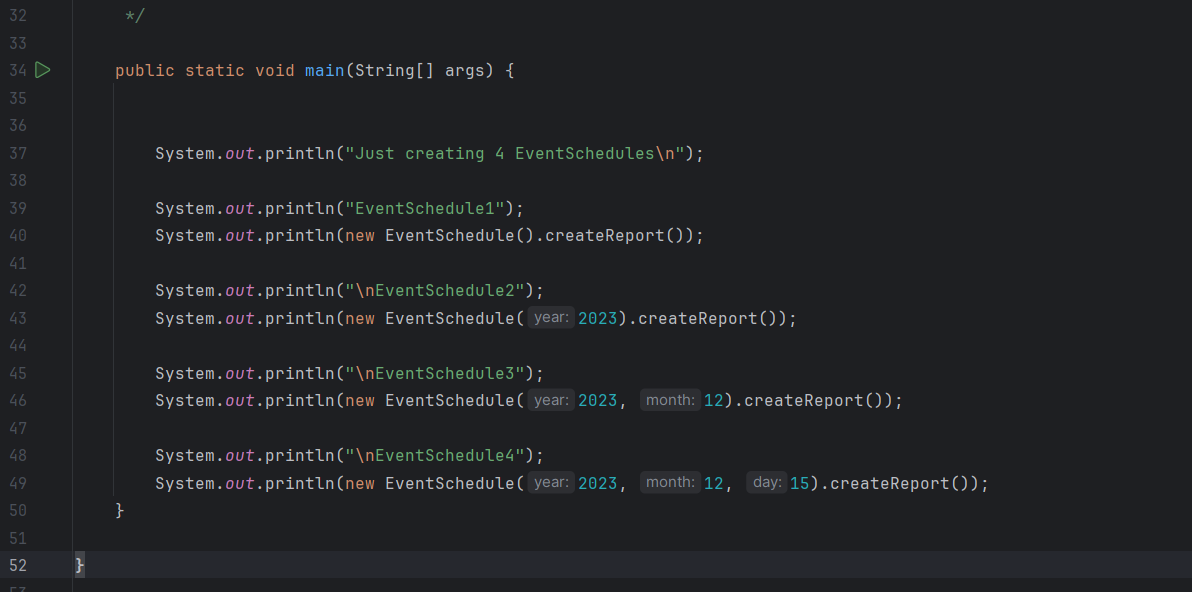 32 */
33
34 public static void main(String[] args) {
35
36
37 System.out.println("Just creating 4 EventSchedules\n");
38
39 System.out.println("EventSchedule1");
40 System.out.println(new EventSchedule().createReport());
41
42 System.out.println("\nEventSchedule2");
43 System.out.println(new EventSchedule( year: 2023).createReport());
44
45 System.out.println("\nEventSchedule3");
46 System.out.println(new EventSchedule( year: 2023, month: 12).createReport());
47
48 System.out.println("\nEventSchedule4");
49 System.out.println(new EventSchedule( year: 2023, month: 12, day: 15).createReport());
50 }
51
52 }
53